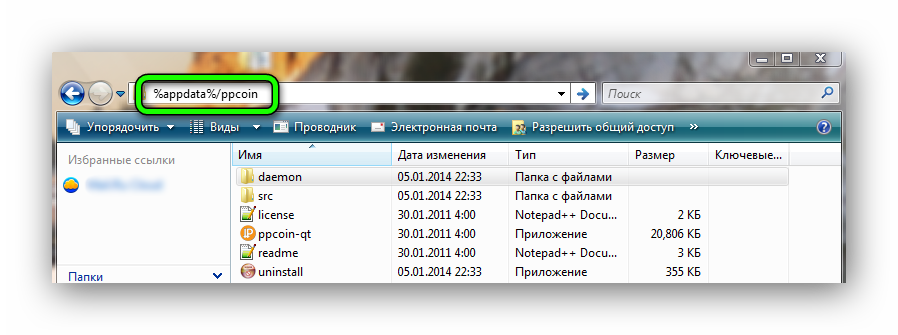 %appdata%/ppcoin
Поиск
Упорядочить Виды Проводник Электронная почта Разрешить общий доступ » ?
Избранные ссылки
Имя Дата изменения Тип Размер Ключевые...
daemon 05.01.2014 22:33 Папка с файлами
src 05.01.2014 22:33 Папка с файлами
license 30.01.2011 4:00 Notepad++ Docu... 2 КБ
ppcoin-qt 30.01.2011 4:00 Приложение 20,806 КБ
readme 30.01.2011 4:00 Notepad++ Docu... 3 КБ
uninstall 05.01.2014 22:33 Приложение 355 КБ
Папки